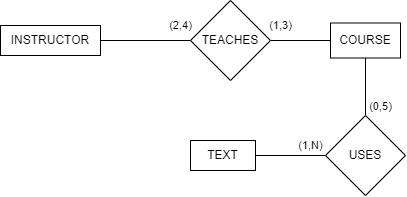 (2,4) (1,3)
INSTRUCTOR TEACHES COURSE
(0,5)
(1,N)
TEXT USES